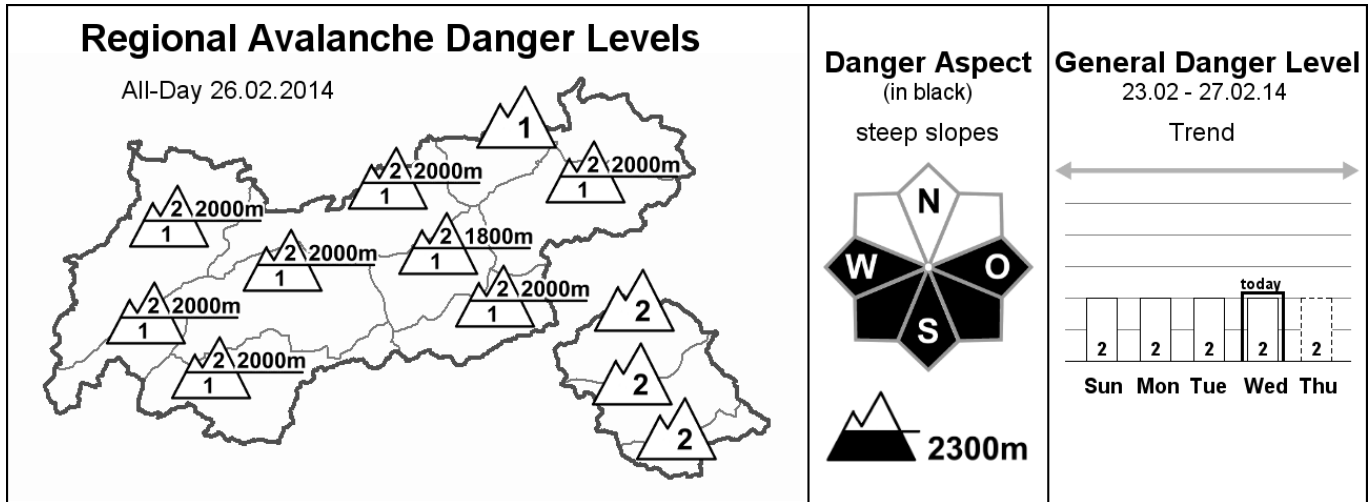 Regional Avalanche Danger Levels
All-Day 26.02.2014
1
2 2000m
1
2 2000m
1
2 2000m
1
2 1800m
1
2 2000m
1
2 2000m
1
2 2000m
1
2 2000m
1
2
2
2
Danger Aspect
(in black)
steep slopes
N
W
O
S
2300m
General Danger Level
23.02 - 27.02.14
Trend
today
2 2 2 2 2
Sun Mon Tue Wed Thu